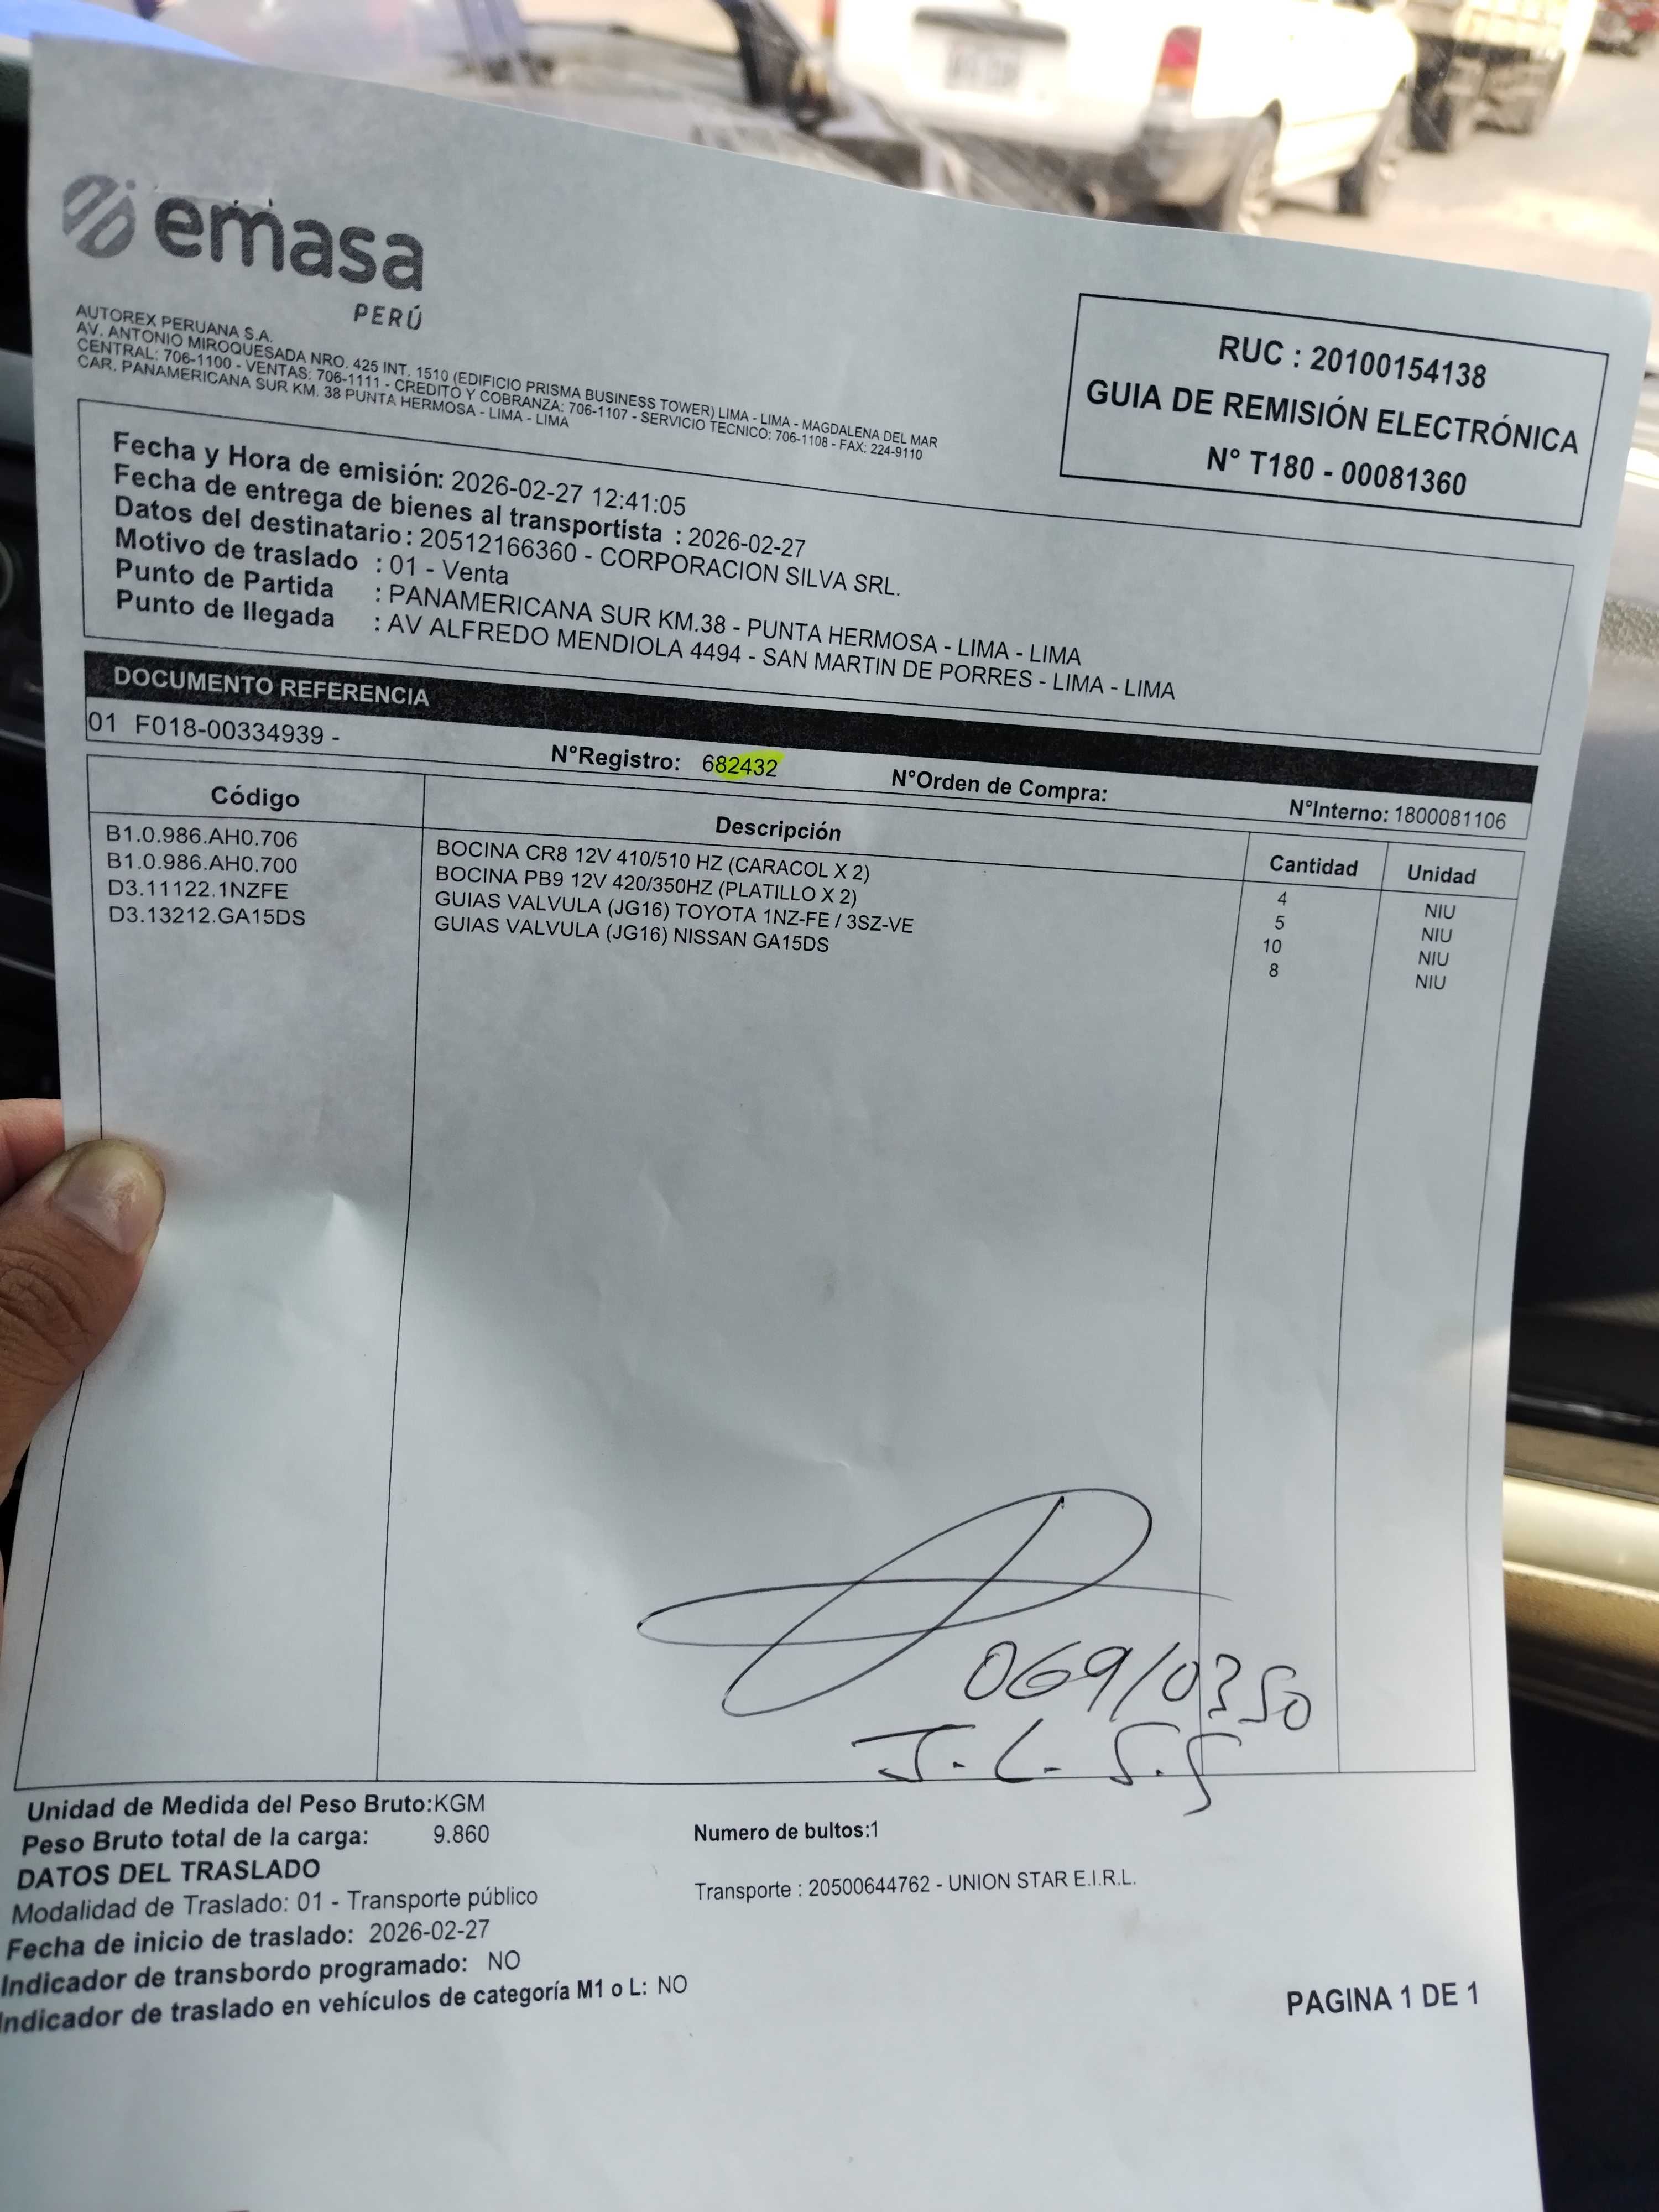 emasa
PERÚ
AUTOREX PERUANA S.A.
AV. ANTONIO MIROQUESADA NRO. 425 INT. 1510 (EDIFICIO PRISMA BUSINESS TOWER) LIMA - LIMA - MAGDALENA DEL MAR
CENTRAL: 706-1100 - VENTAS: 706-1111 - CREDITO Y COBRANZA: 706-1107 - SERVICIO TECNICO: 706-1108 - FAX: 224-9110
CAR. PANAMERICANA SUR KM. 38 PUNTA HERMOSA - LIMA - LIMA
RUC : 20100154138
GUIA DE REMISIÓN ELECTRÓNICA
N° T180 - 00081360
Fecha y Hora de emisión: 2026-02-27 12:41:05
Fecha de entrega de bienes al transportista : 2026-02-27
Datos del destinatario: 20512166360 - CORPORACION SILVA SRL.
Motivo de traslado : 01 - Venta
Punto de Partida : PANAMERICANA SUR KM.38 - PUNTA HERMOSA - LIMA - LIMA
Punto de llegada : AV ALFREDO MENDIOLA 4494 - SAN MARTIN DE PORRES - LIMA - LIMA
DOCUMENTO REFERENCIA
01 F018-00334939 -
N°Registro: 682432 N°Orden de Compra: N°Interno: 1800081106
Código Descripción Cantidad Unidad
B1.0.986.AH0.706 BOCINA CR8 12V 410/510 HZ (CARACOL X 2) 4 NIU
B1.0.986.AH0.700 BOCINA PB9 12V 420/350HZ (PLATILLO X 2) 5 NIU
D3.11122.1NZFE GUIAS VALVULA (JG16) TOYOTA 1NZ-FE / 3SZ-VE 10 NIU
D3.13212.GA15DS GUIAS VALVULA (JG16) NISSAN GA15DS 8 NIU
069/0350
J.L.S.S
Unidad de Medida del Peso Bruto:KGM
Peso Bruto total de la carga: 9.860 Numero de bultos:1
DATOS DEL TRASLADO
Modalidad de Traslado: 01 - Transporte público Transporte : 20500644762 - UNION STAR E.I.R.L.
Fecha de inicio de traslado: 2026-02-27
Indicador de transbordo programado: NO
Indicador de traslado en vehículos de categoría M1 o L: NO
PAGINA 1 DE 1